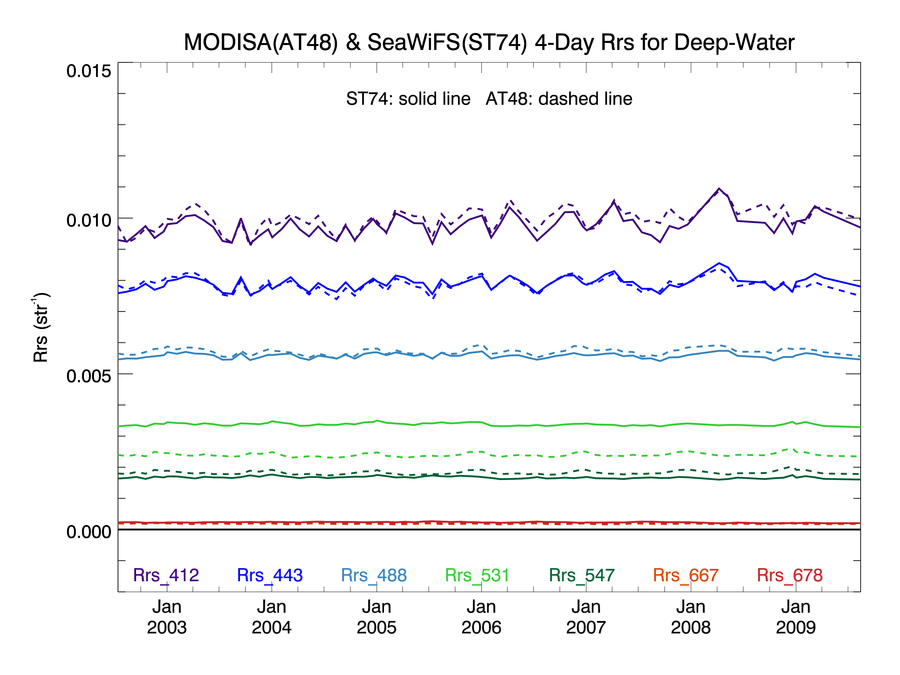 MODISA(AT48) & SeaWiFS(ST74) 4-Day Rrs for Deep-Water
0.015
ST74: solid line AT48: dashed line
0.010
Rrs (str⁻¹)
0.005
0.000
Rrs_412 Rrs_443 Rrs_488 Rrs_531 Rrs_547 Rrs_667 Rrs_678
Jan Jan Jan Jan Jan Jan Jan
2003 2004 2005 2006 2007 2008 2009